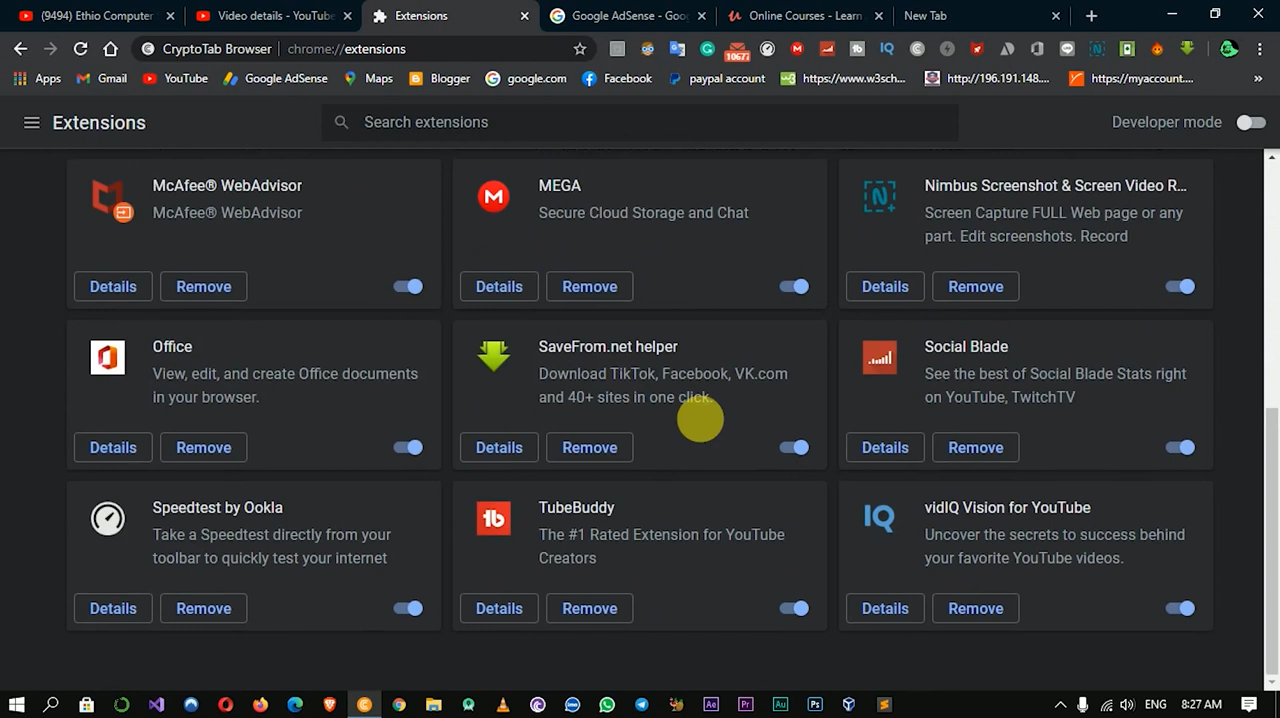 (9494) Ethio Computer
Video details - YouTube
Extensions
Google AdSense - Goo
Online Courses - Learn
New Tab
CryptoTab Browser
chrome://extensions
10677
Apps
Gmail
YouTube
Google AdSense
Maps
Blogger
google.com
Facebook
paypal account
https://www.w3sch...
http://196.191.148....
https://myaccount....
Extensions
Search extensions
Developer mode
McAfee® WebAdvisor
McAfee® WebAdvisor
Details
Remove
MEGA
Secure Cloud Storage and Chat
Details
Remove
Nimbus Screenshot & Screen Video R...
Screen Capture FULL Web page or any
part. Edit screenshots. Record
Details
Remove
Office
View, edit, and create Office documents
in your browser.
Details
Remove
SaveFrom.net helper
Download TikTok, Facebook, VK.com
and 40+ sites in one click.
Details
Remove
Social Blade
See the best of Social Blade Stats right
on YouTube, TwitchTV
Details
Remove
Speedtest by Ookla
Take a Speedtest directly from your
toolbar to quickly test your internet
Details
Remove
TubeBuddy
The #1 Rated Extension for YouTube
Creators
Details
Remove
vidIQ Vision for YouTube
Uncover the secrets to success behind
your favorite YouTube videos.
Details
Remove
ENG
8:27 AM